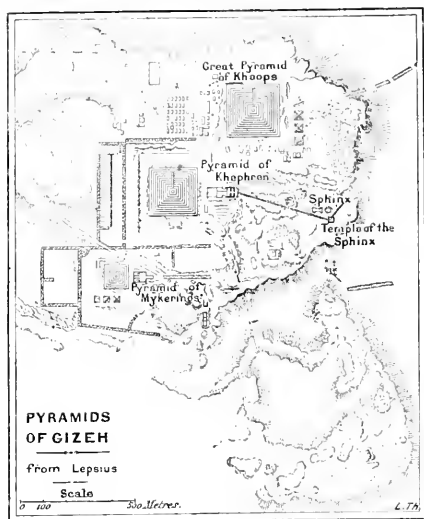 Great Pyramid
of Kheops
Pyramid of
Khephren
Sphinx
Temple of the
Sphinx
Pyramid of
Mykerinos
PYRAMIDS
OF GIZEH
from Lepsius
Scale
0 100 500 Metres.
L.Th.